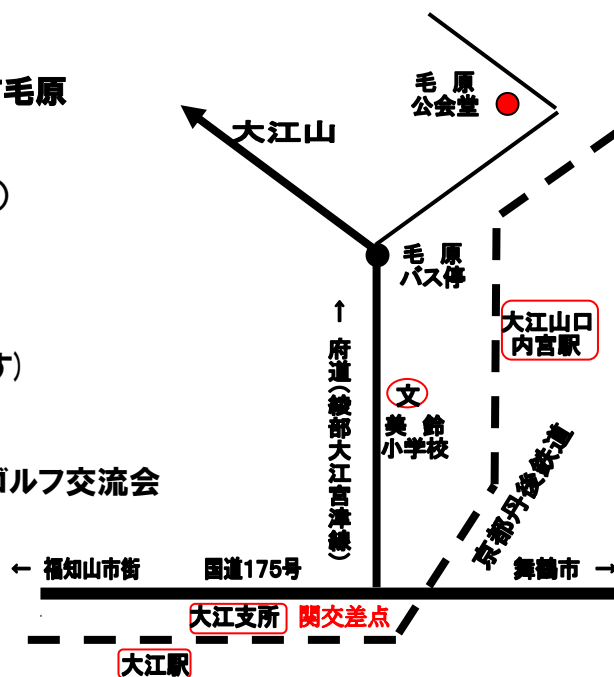 毛原
毛 原
公会堂
大江山
）
毛 原
バス停
大江山口
内宮駅
↑
府道（綾部大江宮津線）
す）
文
美 鈴
小学校
ゴルフ交流会
京都丹後鉄道
← 福知山市街
国道175号
舞鶴市 →
大江支所
関交差点
大江駅